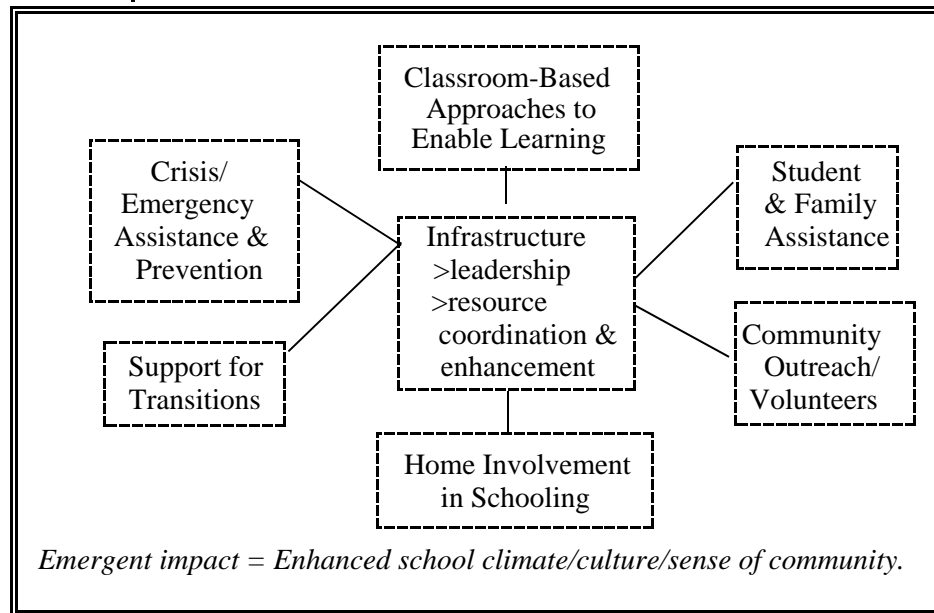 Classroom-Based
Approaches to
Enable Learning
Crisis/
Emergency
Assistance &
Prevention
Student
& Family
Assistance
Infrastructure
>leadership
>resource
coordination &
enhancement
Support for
Transitions
Community
Outreach/
Volunteers
Home Involvement
in Schooling
Emergent impact = Enhanced school climate/culture/sense of community.